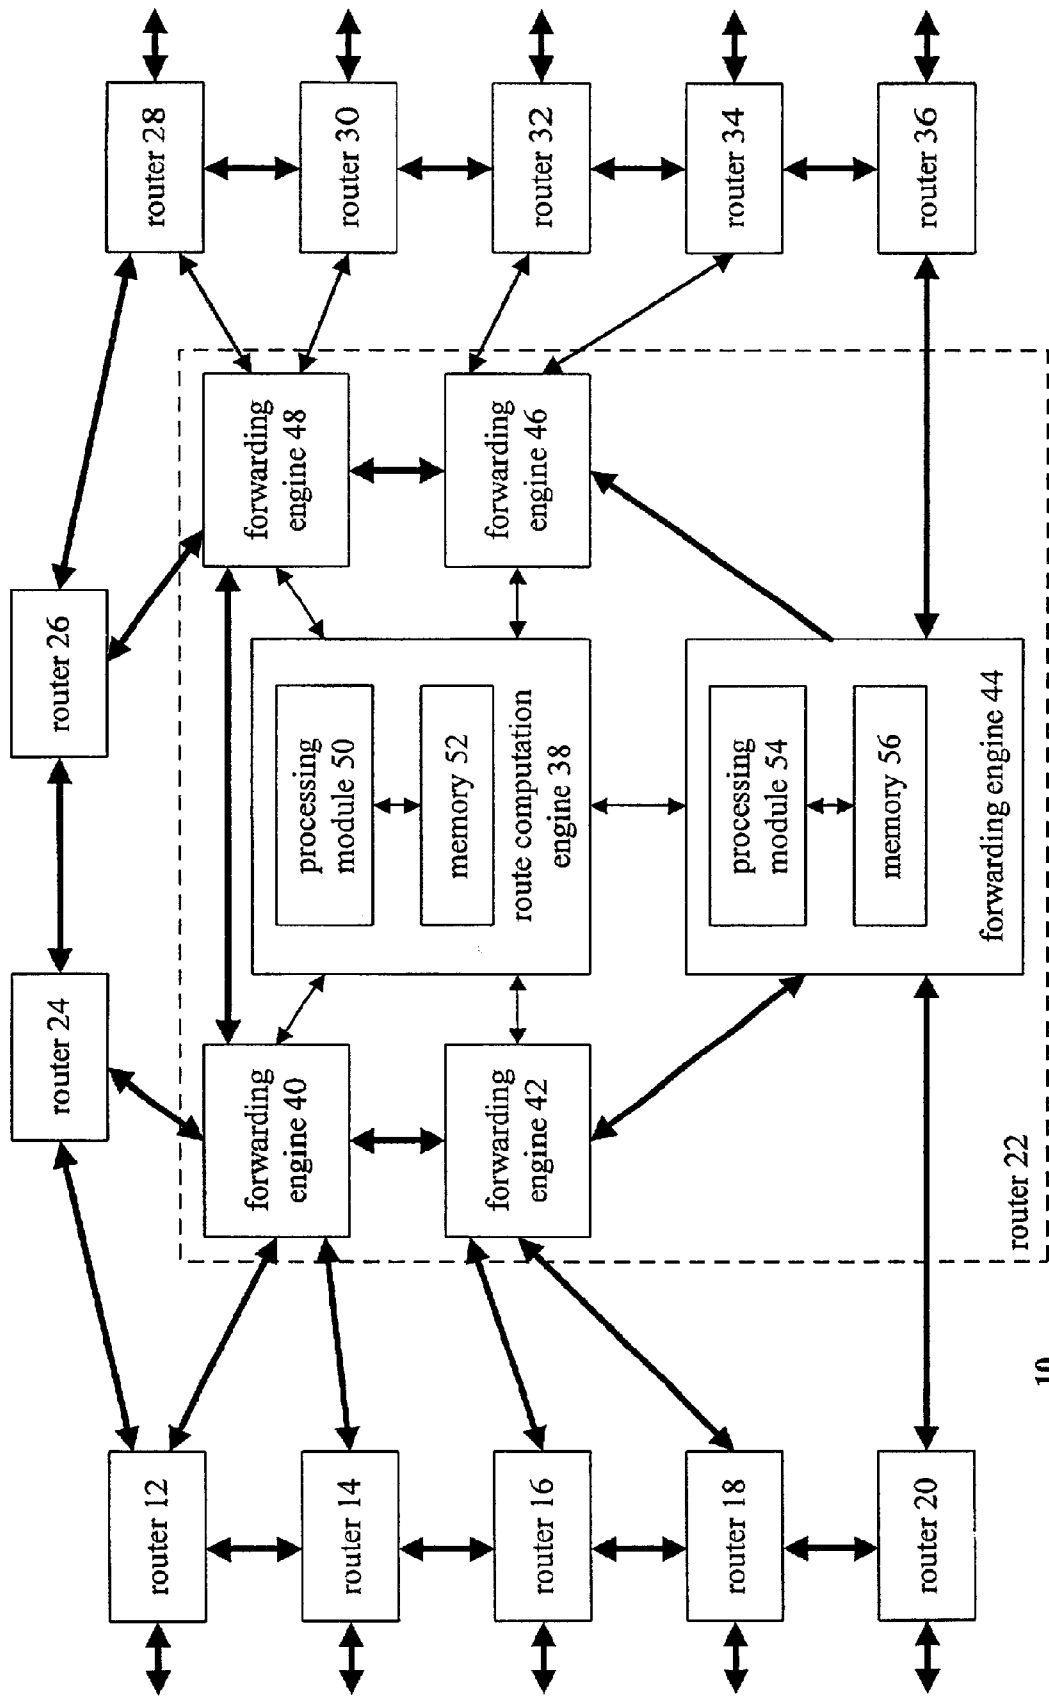 router 24
router 26
router 12
forwarding
engine 40
processing
module 50
forwarding
engine 48
router 28
router 14
memory 52
router 30
router 16
forwarding
engine 42
route computation
engine 38
forwarding
engine 46
router 32
router 18
processing
module 54
router 34
router 20
memory 56
router 36
forwarding engine 44
router 22